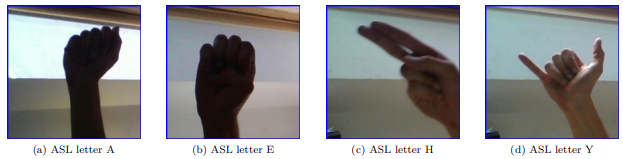 (a) ASL letter A
(b) ASL letter E
(c) ASL letter H
(d) ASL letter Y